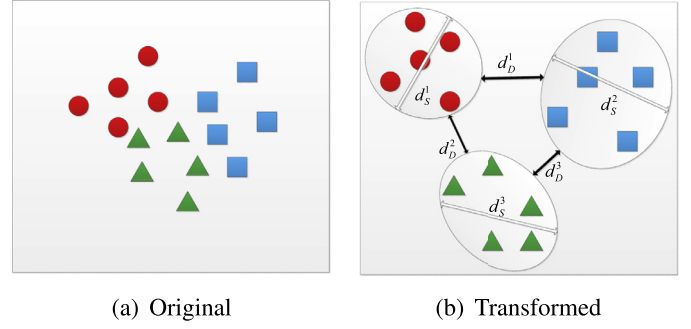 d_S^1
d_D^1
d_S^2
d_D^2
d_D^3
d_S^3
(a) Original
(b) Transformed